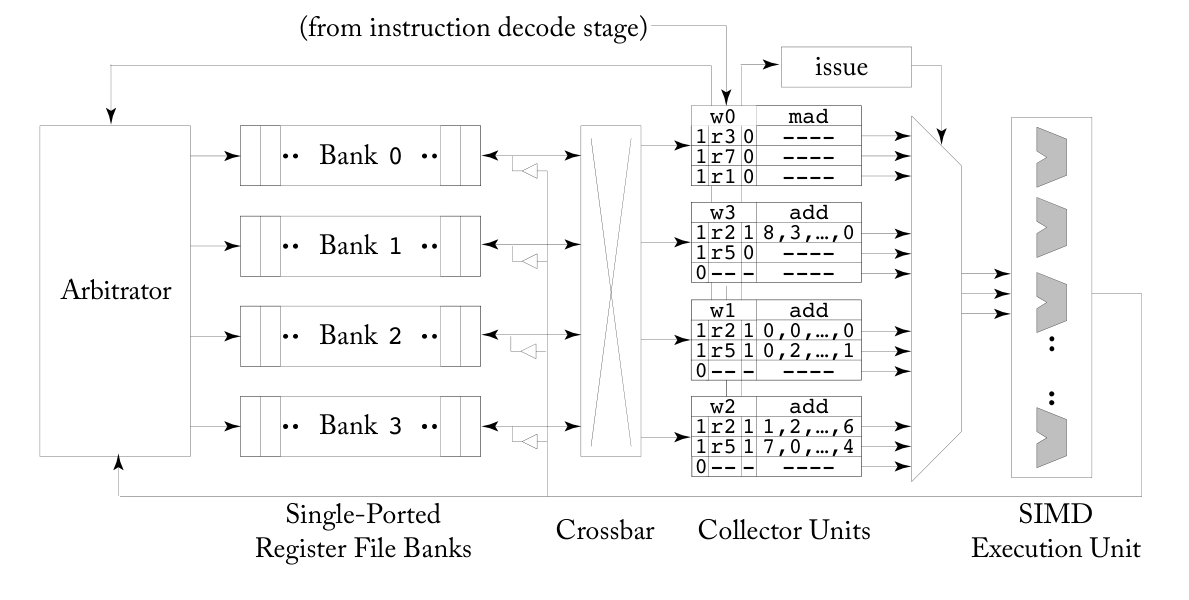 (from instruction decode stage)
issue
Arbitrator
•• Bank 0 ••
•• Bank 1 ••
•• Bank 2 ••
•• Bank 3 ••
w0 mad
1 r3 0 ----
1 r7 0 ----
1 r1 0 ----
w3 add
1 r2 1 8,3,…,0
1 r5 0 ----
0 -- - ----
w1 add
1 r2 1 0,0,…,0
1 r5 1 0,2,…,1
0 -- - ----
w2 add
1 r2 1 1,2,…,6
1 r5 1 7,0,…,4
0 -- - ----
Single-Ported
Register File Banks
Crossbar
Collector Units
SIMD
Execution Unit